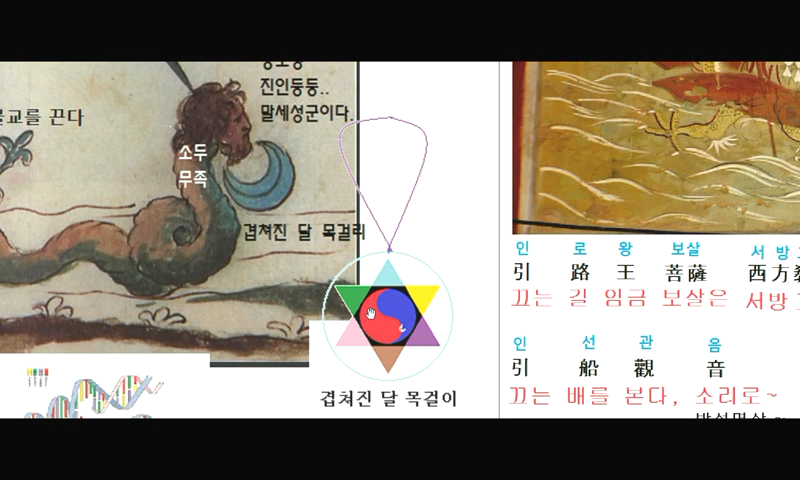 진인등등..
말세성군이다.
불교를 끈다
소두
무족
겹쳐진 달 목걸리
겹쳐진 달 목걸이
인 로 왕 보살 서 방
引 路 王 菩薩 西方
끄는 길 임금 보살은 서방
인 선 관 음
引 船 觀 音
끄는 배를 본다, 소리로~